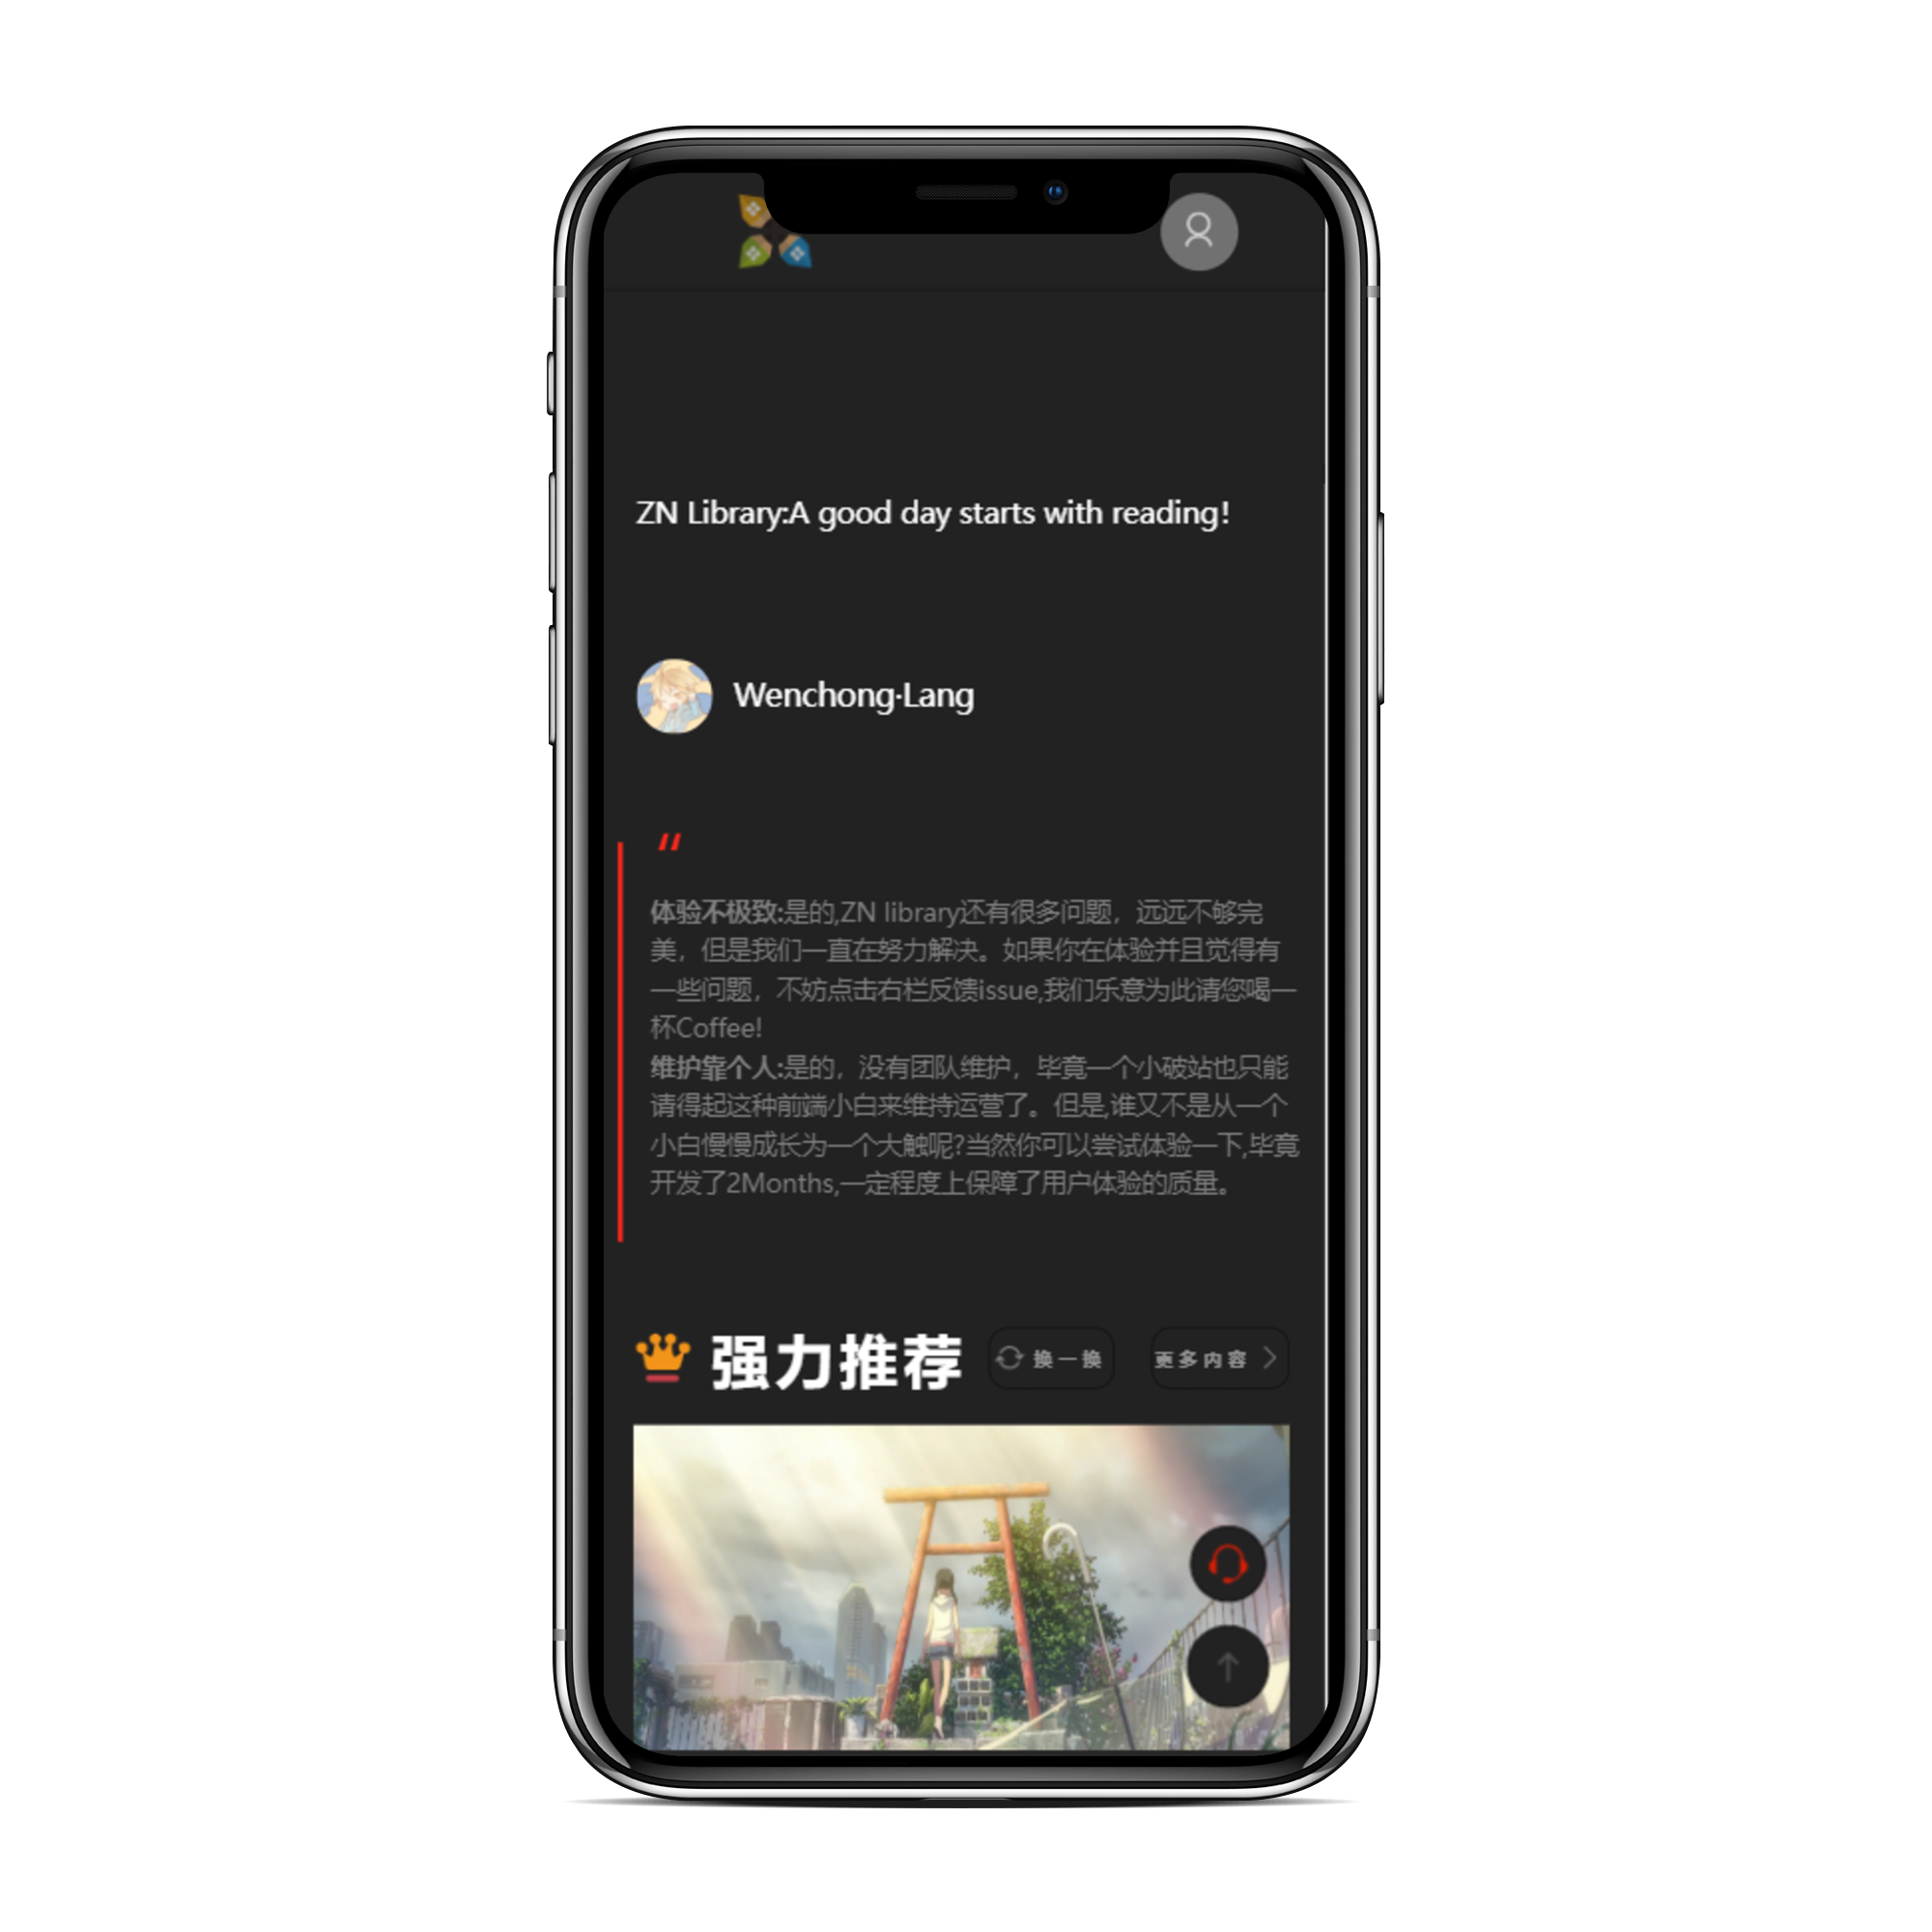 ZN Library:A good day starts with reading!
Wenchong·Lang
“
体验不极致:是的,ZN library还有很多问题，远远不够完
美，但是我们一直在努力解决。如果你在体验并且觉得有
一些问题，不妨点击右栏反馈issue,我们乐意为此请您喝一
杯Coffee!
维护靠个人:是的，没有团队维护，毕竟一个小破站也只能
请得起这种前端小白来维持运营了。但是,谁又不是从一个
小白慢慢成长为一个大触呢?当然你可以尝试体验一下,毕竟
开发了2Months,一定程度上保障了用户体验的质量。
强力推荐 换一换 更多内容